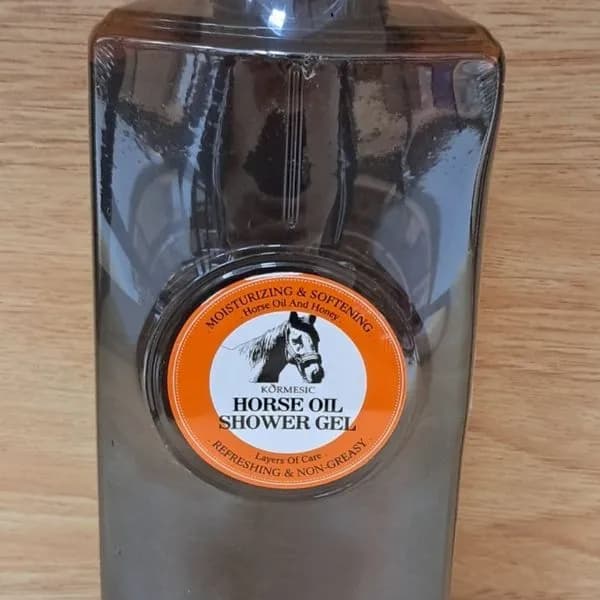 MOISTURIZING & SOFTENING
· Horse Oil And Honey ·
KÖRMESIC
HORSE OIL
SHOWER GEL
· Layers Of Care ·
· REFRESHING & NON-GREASY ·